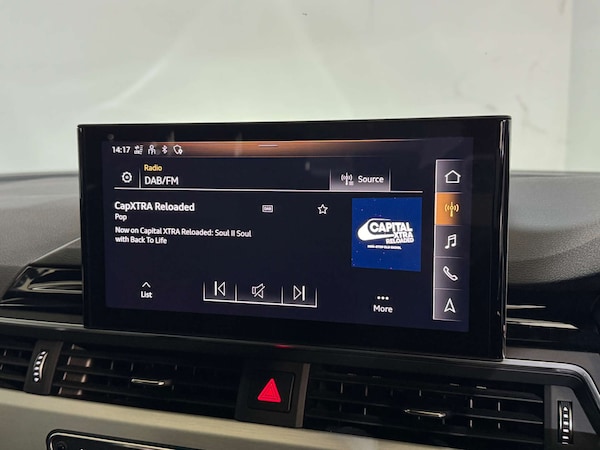 14:17
Radio
DAB/FM
Source
CapXTRA Reloaded
Pop
Now on Capital XTRA Reloaded: Soul II Soul
with Back To Life
CAPITAL
XTRA
RELOADED
List
More